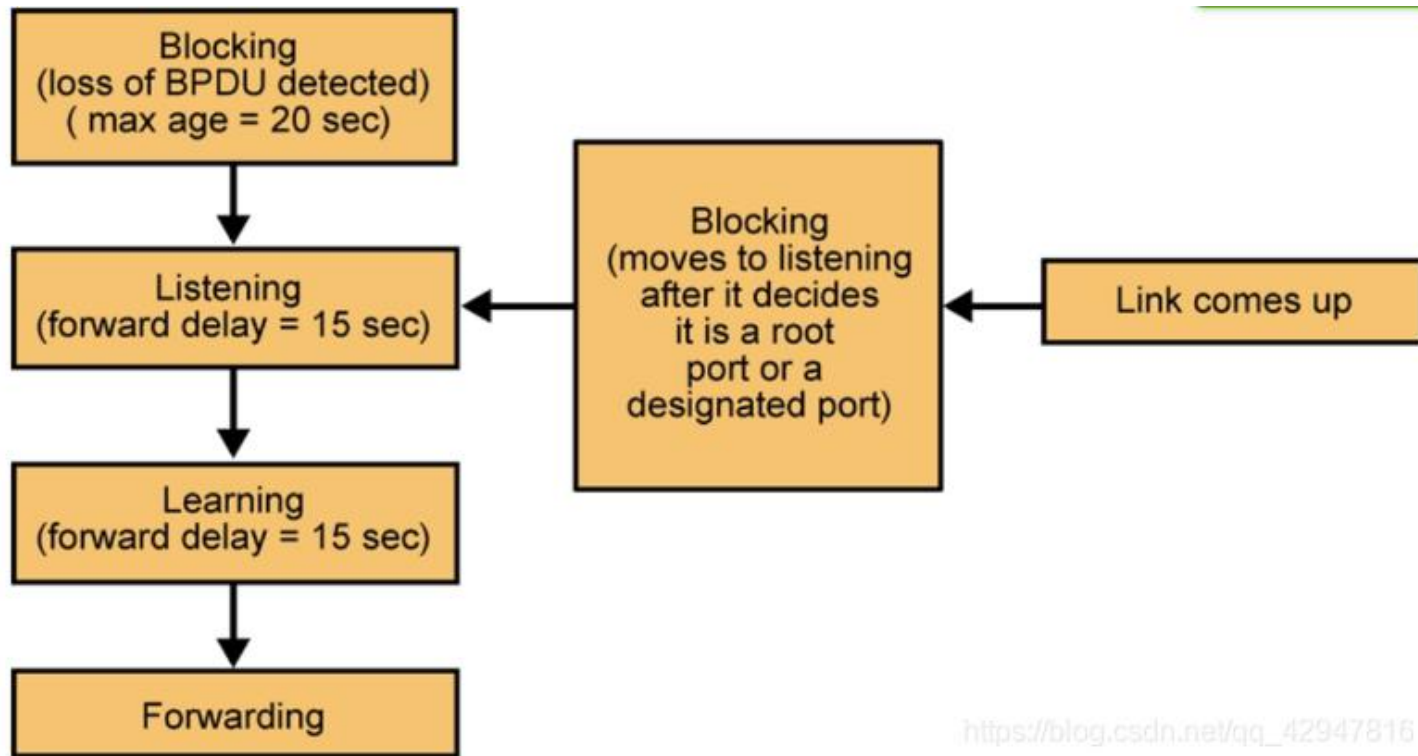 Blocking
(loss of BPDU detected)
( max age = 20 sec)
Listening
(forward delay = 15 sec)
Learning
(forward delay = 15 sec)
Forwarding
Blocking
(moves to listening
after it decides
it is a root
port or a
designated port)
Link comes up
https://blog.csdn.net/qq_42947816